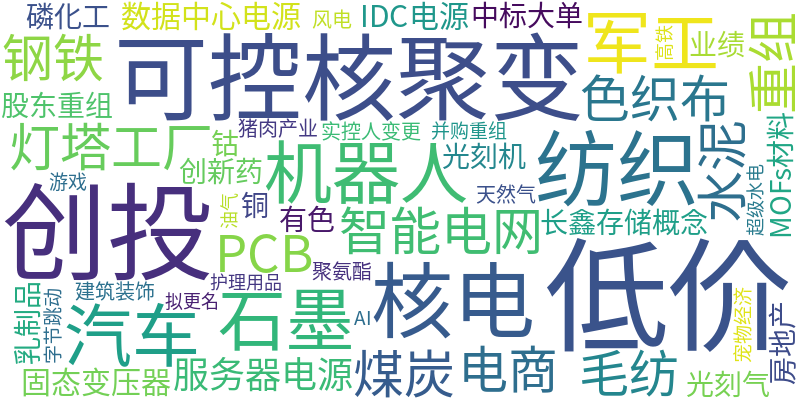 磷化工
数据中心电源
风电
IDC电源
中标大单
军工
高铁
业绩
重组
钢铁
可控核聚变
色织布
股东重组
灯塔工厂
钴
创新药
猪肉产业
实控人变更
并购重组
光刻机
纺织
水泥
MOFs材料
机器人
游戏
创投
油气
铜
有色
天然气
超级水电
智能电网
长鑫存储概念
PCB
聚氨酯
护理用品
建筑装饰
拟更名
乳制品
字节跳动
汽车
石墨
AI
核电
低价
宠物经济
房地产
固态变压器
服务器电源
煤炭
电商
毛纺
光刻气